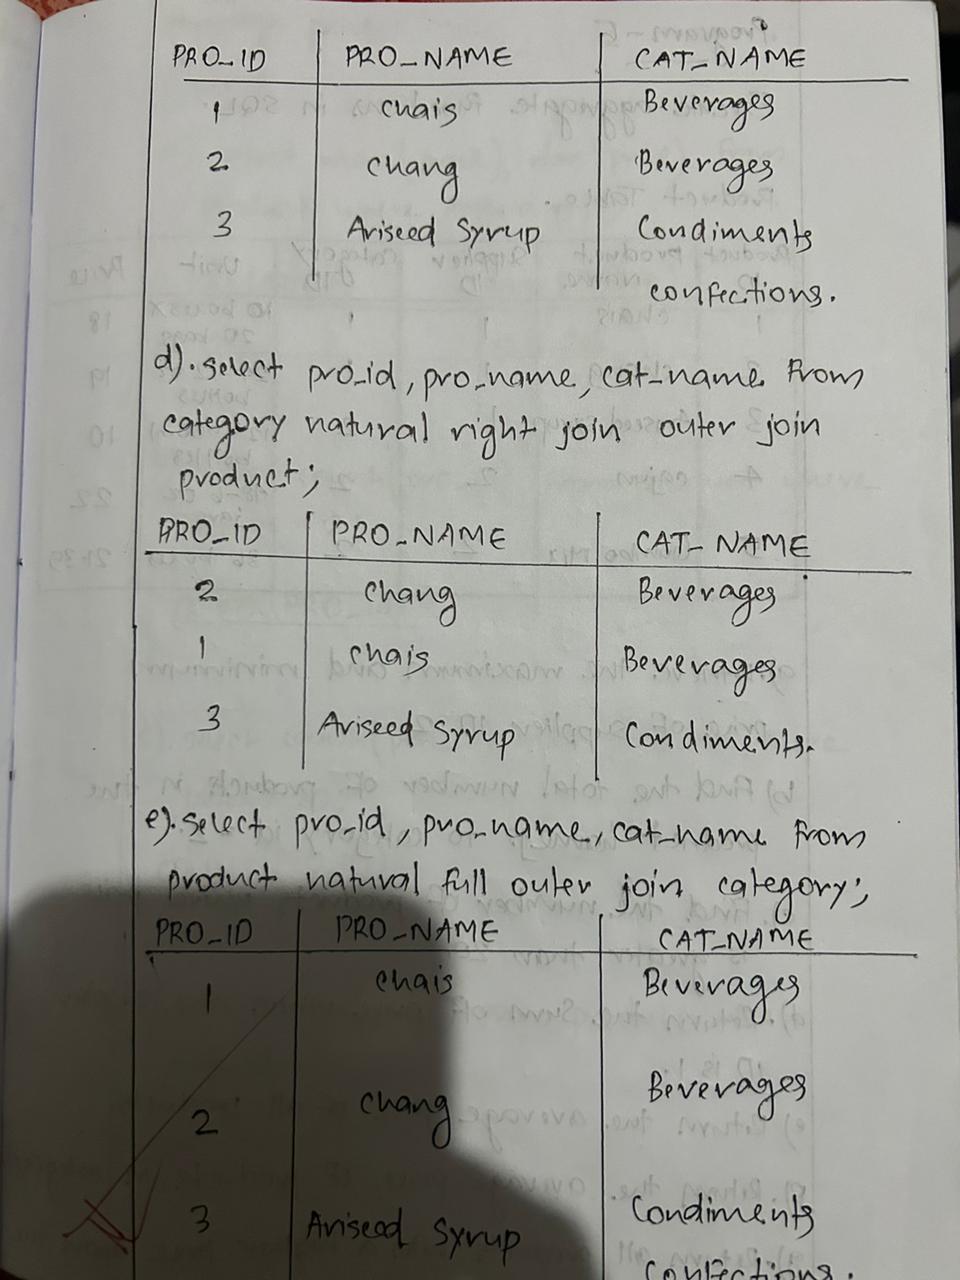 PRO_ID PRO_NAME CAT_NAME
1 chais Beverages
2 chang Beverages
3 Ariseed Syrup Condiments
confections.
d). select pro_id, pro_name, cat_name From
category natural right join outer join
product;
PRO_ID PRO_NAME CAT_NAME
2 chang Beverages
1 chais Beverages
3 Ariseed Syrup Condiments.
e). select pro_id, pro_name, cat_name From
product natural full outer join category;
PRO_ID PRO_NAME CAT_NAME
1 chais Beverages
2 chang Beverages
3 Ariseed Syrup Condiments
Confections.